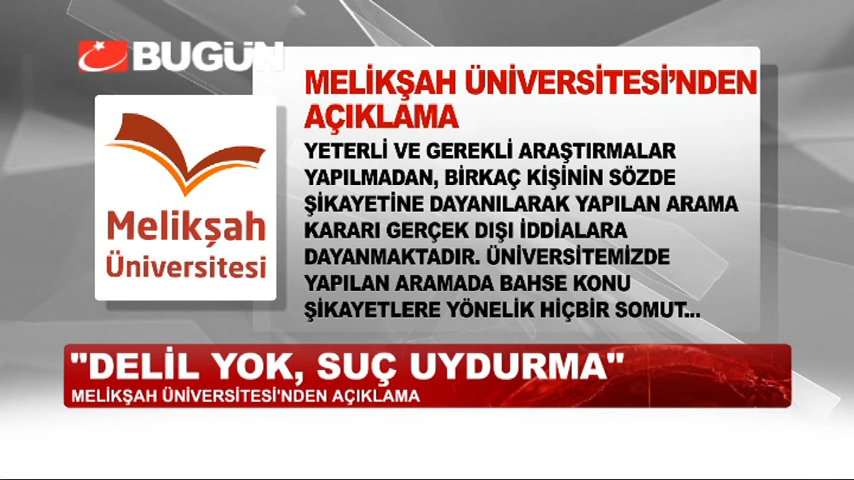 BUGÜN
MELİKŞAH ÜNİVERSİTESİ’NDEN
AÇIKLAMA
YETERLİ VE GEREKLİ ARAŞTIRMALAR
YAPILMADAN, BİRKAÇ KİŞİNİN SÖZDE
ŞİKAYETİNE DAYANILARAK YAPILAN ARAMA
KARARI GERÇEK DIŞI İDDİALARA
DAYANMAKTADIR. ÜNİVERSİTEMİZDE
YAPILAN ARAMADA BAHSE KONU
ŞİKAYETLERE YÖNELİK HİÇBİR SOMUT...
Melikşah
Üniversitesi
"DELİL YOK, SUÇ UYDURMA"
MELİKŞAH ÜNİVERSİTESİ'NDEN AÇIKLAMA